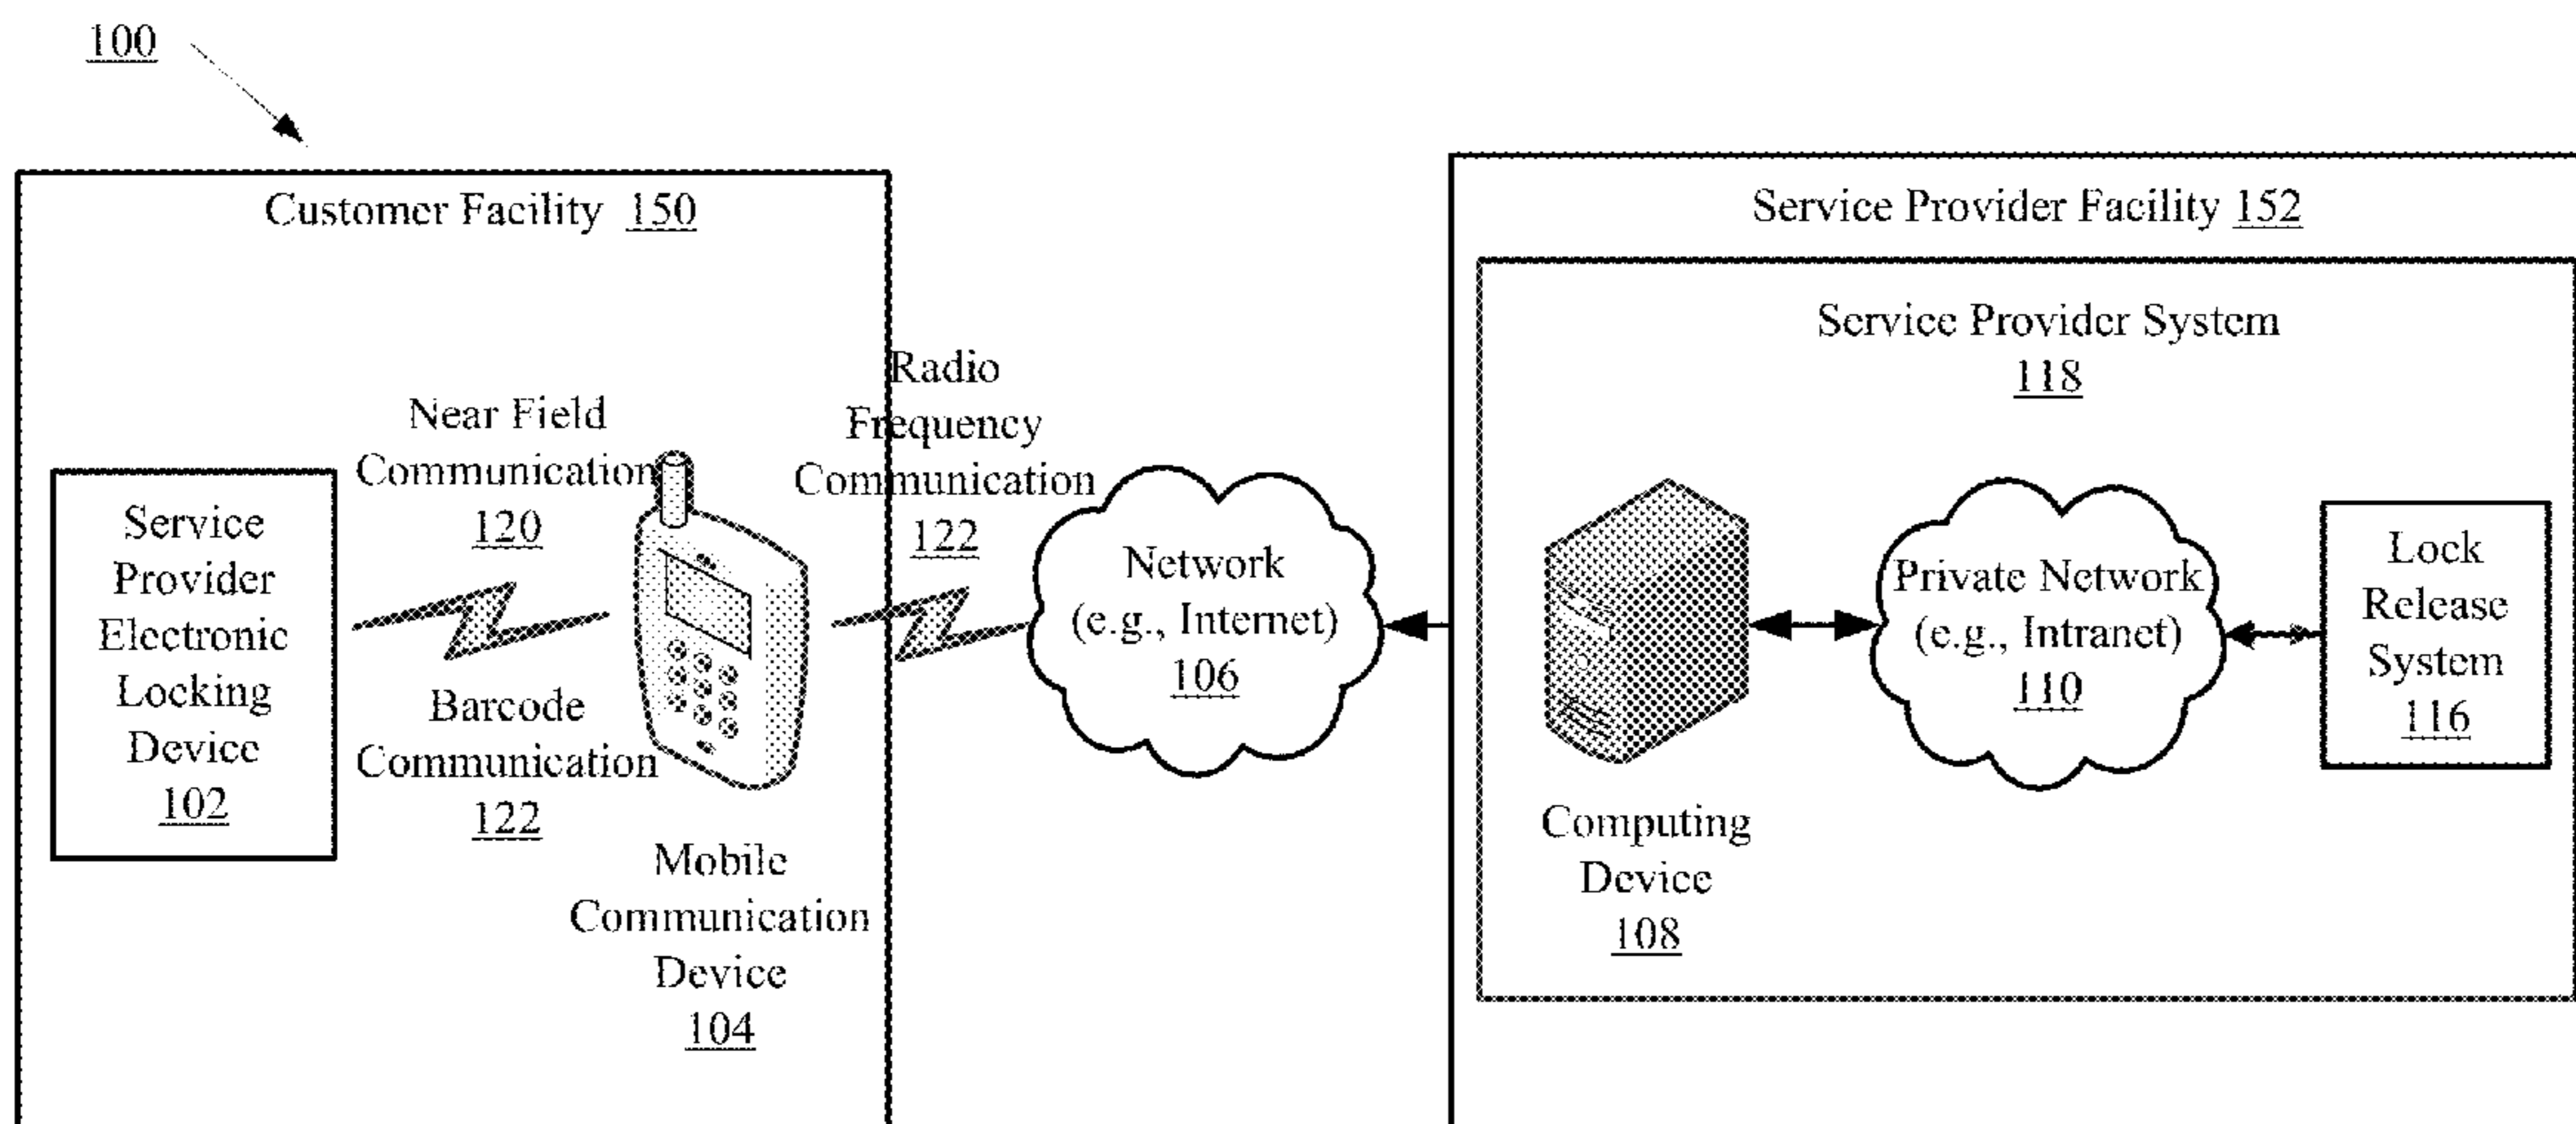 100
Customer Facility 150
Service Provider Facility 152
Service Provider System
118
Service
Provider
Electronic
Locking
Device
102
Near Field
Communication
120
Barcode
Communication
122
Mobile
Communication
Device
104
Radio
Frequency
Communication
122
Network
(e.g., Internet)
106
Computing
Device
108
Private Network
(e.g., Intranet)
110
Lock
Release
System
116